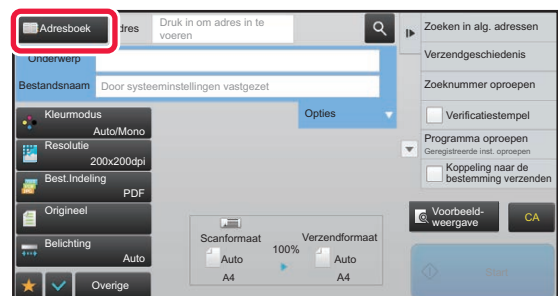 Adresboek
dres
Druk in om adres in te
voeren
Onderwerp
Bestandsnaam
Door systeeminstellingen vastgezet
Opties
Kleurmodus
Auto/Mono
Resolutie
200x200dpi
Best.Indeling
PDF
Origineel
Belichting
Auto
Overige
Scanformaat
Auto
A4
100%
Verzendformaat
Auto
A4
Zoeken in alg. adressen
Verzendgeschiedenis
Zoeknummer oproepen
Verificatiestempel
Programma oproepen
Geregistreerde inst. oproepen
Koppeling naar de
bestemming verzenden
Voorbeeld-
weergave
CA
Start